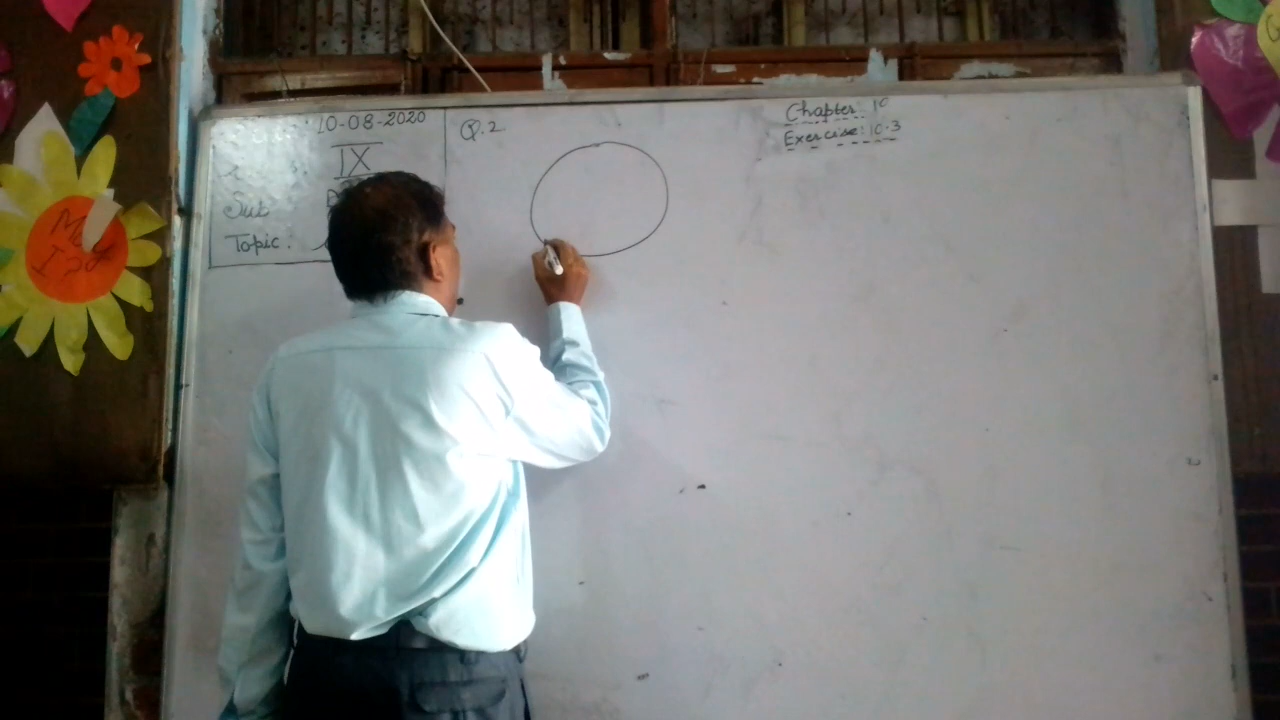 10-08-2020
IX
Sub
Topic.
Q.2
Chapter: 10
Exercise: 10.3